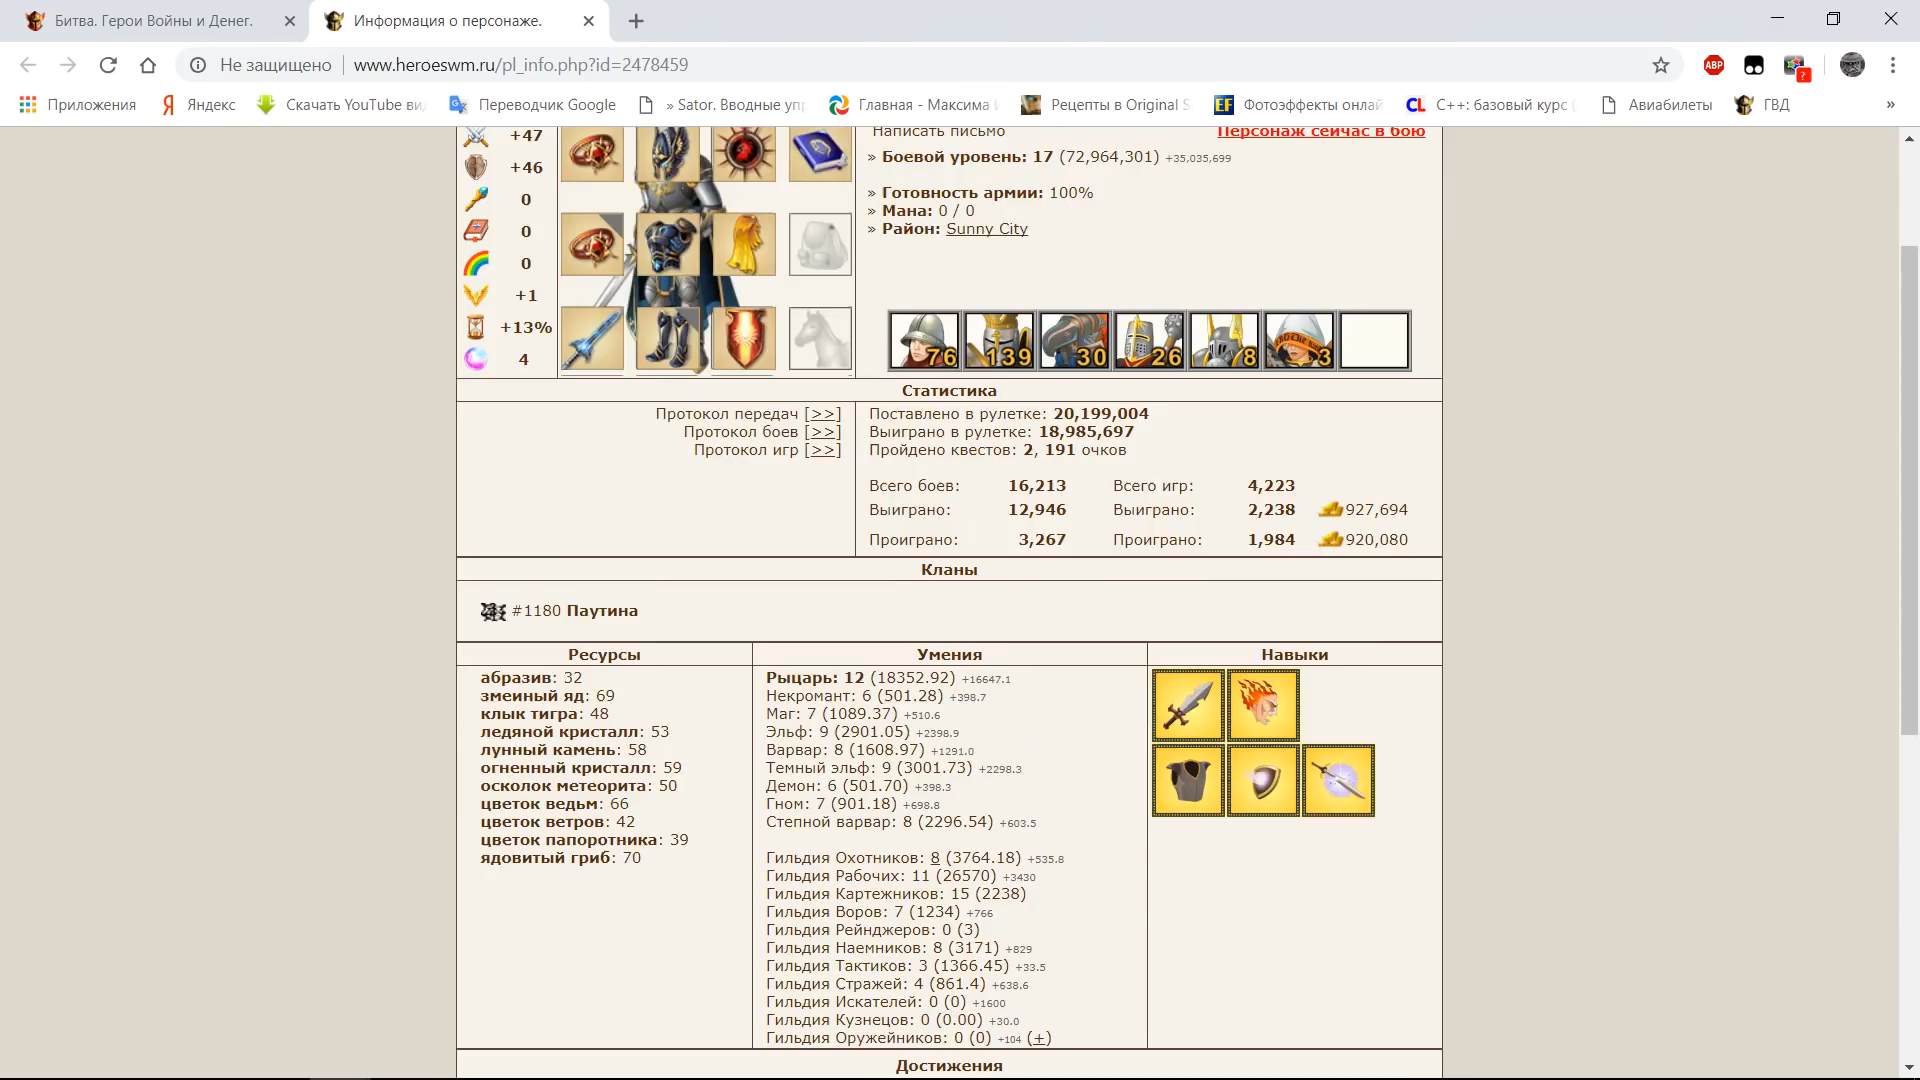 Битва. Герои Войны и Денег.
Информация о персонаже.
Не защищено
www.heroeswm.ru/pl_info.php?id=2478459
ABP
?
Приложения
Яндекс
Скачать YouTube ви
Переводчик Google
» Sator. Вводные упр
Главная - Максима
Рецепты в Original S
EF Фотоэффекты онлай
CL C++: базовый курс (
Авиабилеты
ГВД
»
+47
+46
0
0
0
+1
+13%
4
Написать письмо
Персонаж сейчас в бою
» Боевой уровень: 17 (72,964,301) +35,035,699
» Готовность армии: 100%
» Мана: 0 / 0
» Район: Sunny City
76 139 30 26 8 3
Статистика
Протокол передач [>>]
Протокол боев [>>]
Протокол игр [>>]
Поставлено в рулетке: 20,199,004
Выиграно в рулетке: 18,985,697
Пройдено квестов: 2, 191 очков
Всего боев: 16,213 Всего игр: 4,223
Выиграно: 12,946 Выиграно: 2,238 927,694
Проиграно: 3,267 Проиграно: 1,984 920,080
Кланы
#1180 Паутина
Ресурсы
абразив: 32
змеиный яд: 69
клык тигра: 48
ледяной кристалл: 53
лунный камень: 58
огненный кристалл: 59
осколок метеорита: 50
цветок ведьм: 66
цветок ветров: 42
цветок папоротника: 39
ядовитый гриб: 70
Умения
Рыцарь: 12 (18352.92) +16647.1
Некромант: 6 (501.28) +398.7
Маг: 7 (1089.37) +510.6
Эльф: 9 (2901.05) +2398.9
Варвар: 8 (1608.97) +1291.0
Темный эльф: 9 (3001.73) +2298.3
Демон: 6 (501.70) +398.3
Гном: 7 (901.18) +698.8
Степной варвар: 8 (2296.54) +603.5
Гильдия Охотников: 8 (3764.18) +535.8
Гильдия Рабочих: 11 (26570) +3430
Гильдия Картежников: 15 (2238)
Гильдия Воров: 7 (1234) +766
Гильдия Рейнджеров: 0 (3)
Гильдия Наемников: 8 (3171) +829
Гильдия Тактиков: 3 (1366.45) +33.5
Гильдия Стражей: 4 (861.4) +638.6
Гильдия Искателей: 0 (0) +1600
Гильдия Кузнецов: 0 (0.00) +30.0
Гильдия Оружейников: 0 (0) +104 (+)
Навыки
Достижения